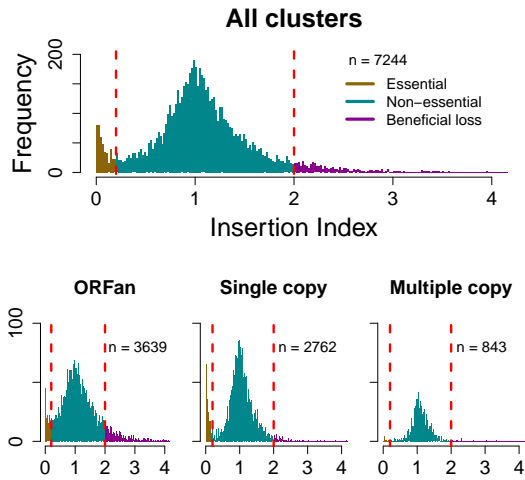 All clusters
Frequency
200
0
n = 7244
Essential
Non−essential
Beneficial loss
0 1 2 3 4
Insertion Index
ORFan Single copy Multiple copy
100
0
n = 3639 n = 2762 n = 843
0 1 2 3 4 0 1 2 3 4 0 1 2 3 4